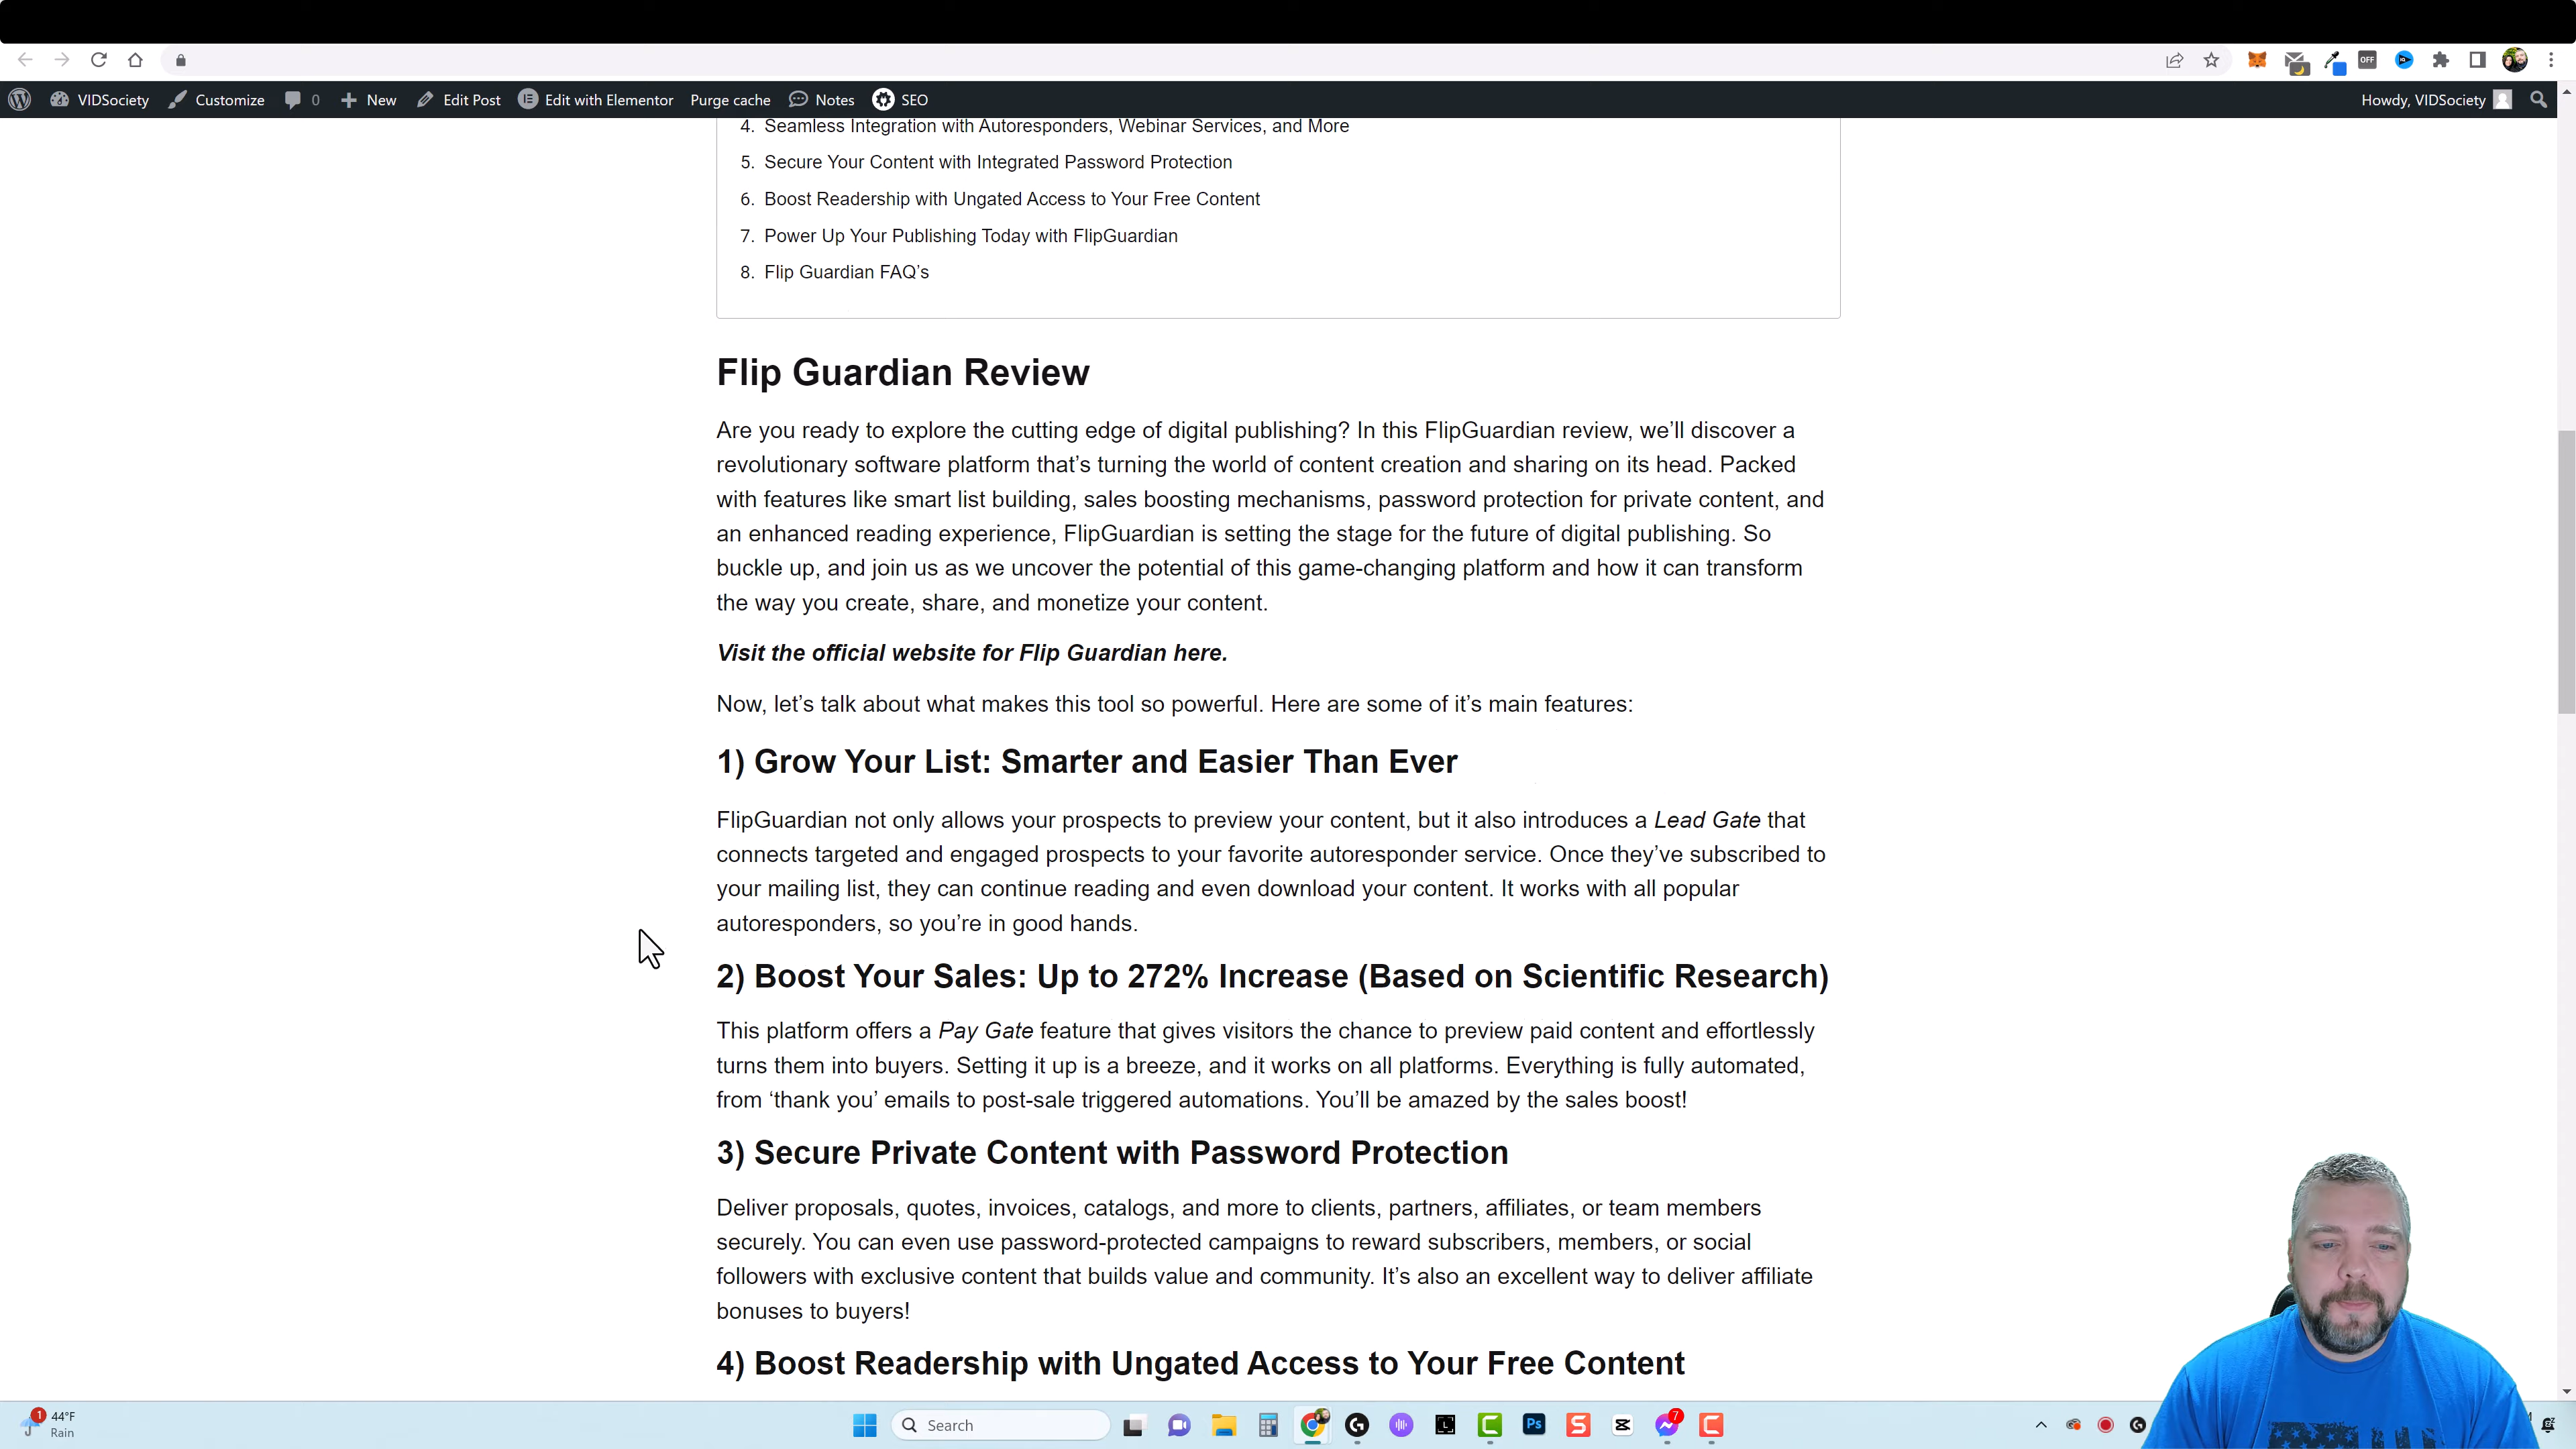 VIDSociety Customize 0 New Edit Post Edit with Elementor Purge cache Notes SEO Howdy, VIDSociety
OFF
4. Seamless Integration with Autoresponders, Webinar Services, and More
5. Secure Your Content with Integrated Password Protection
6. Boost Readership with Ungated Access to Your Free Content
7. Power Up Your Publishing Today with FlipGuardian
8. Flip Guardian FAQ’s
Flip Guardian Review
Are you ready to explore the cutting edge of digital publishing? In this FlipGuardian review, we’ll discover a
revolutionary software platform that’s turning the world of content creation and sharing on its head. Packed
with features like smart list building, sales boosting mechanisms, password protection for private content, and
an enhanced reading experience, FlipGuardian is setting the stage for the future of digital publishing. So
buckle up, and join us as we uncover the potential of this game-changing platform and how it can transform
the way you create, share, and monetize your content.
Visit the official website for Flip Guardian here.
Now, let’s talk about what makes this tool so powerful. Here are some of it’s main features:
1) Grow Your List: Smarter and Easier Than Ever
FlipGuardian not only allows your prospects to preview your content, but it also introduces a Lead Gate that
connects targeted and engaged prospects to your favorite autoresponder service. Once they’ve subscribed to
your mailing list, they can continue reading and even download your content. It works with all popular
autoresponders, so you’re in good hands.
2) Boost Your Sales: Up to 272% Increase (Based on Scientific Research)
This platform offers a Pay Gate feature that gives visitors the chance to preview paid content and effortlessly
turns them into buyers. Setting it up is a breeze, and it works on all platforms. Everything is fully automated,
from ‘thank you’ emails to post-sale triggered automations. You’ll be amazed by the sales boost!
3) Secure Private Content with Password Protection
Deliver proposals, quotes, invoices, catalogs, and more to clients, partners, affiliates, or team members
securely. You can even use password-protected campaigns to reward subscribers, members, or social
followers with exclusive content that builds value and community. It’s also an excellent way to deliver affiliate
bonuses to buyers!
4) Boost Readership with Ungated Access to Your Free Content
1 44°F
Rain
Search
Ps
7